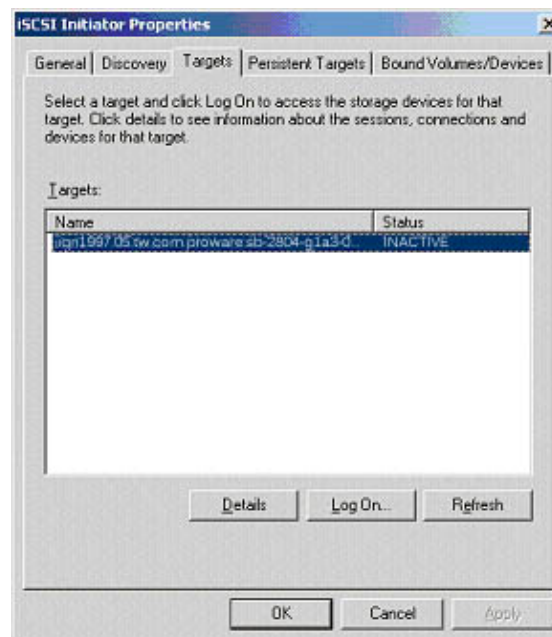 iSCSI Initiator Properties
General Discovery Targets Persistent Targets Bound Volumes/Devices
Select a target and click Log On to access the storage devices for that
target. Click details to see information about the sessions, connections and
devices for that target.
Targets:
Name Status
INACTIVE
Details Log On... Refresh
OK Cancel Apply